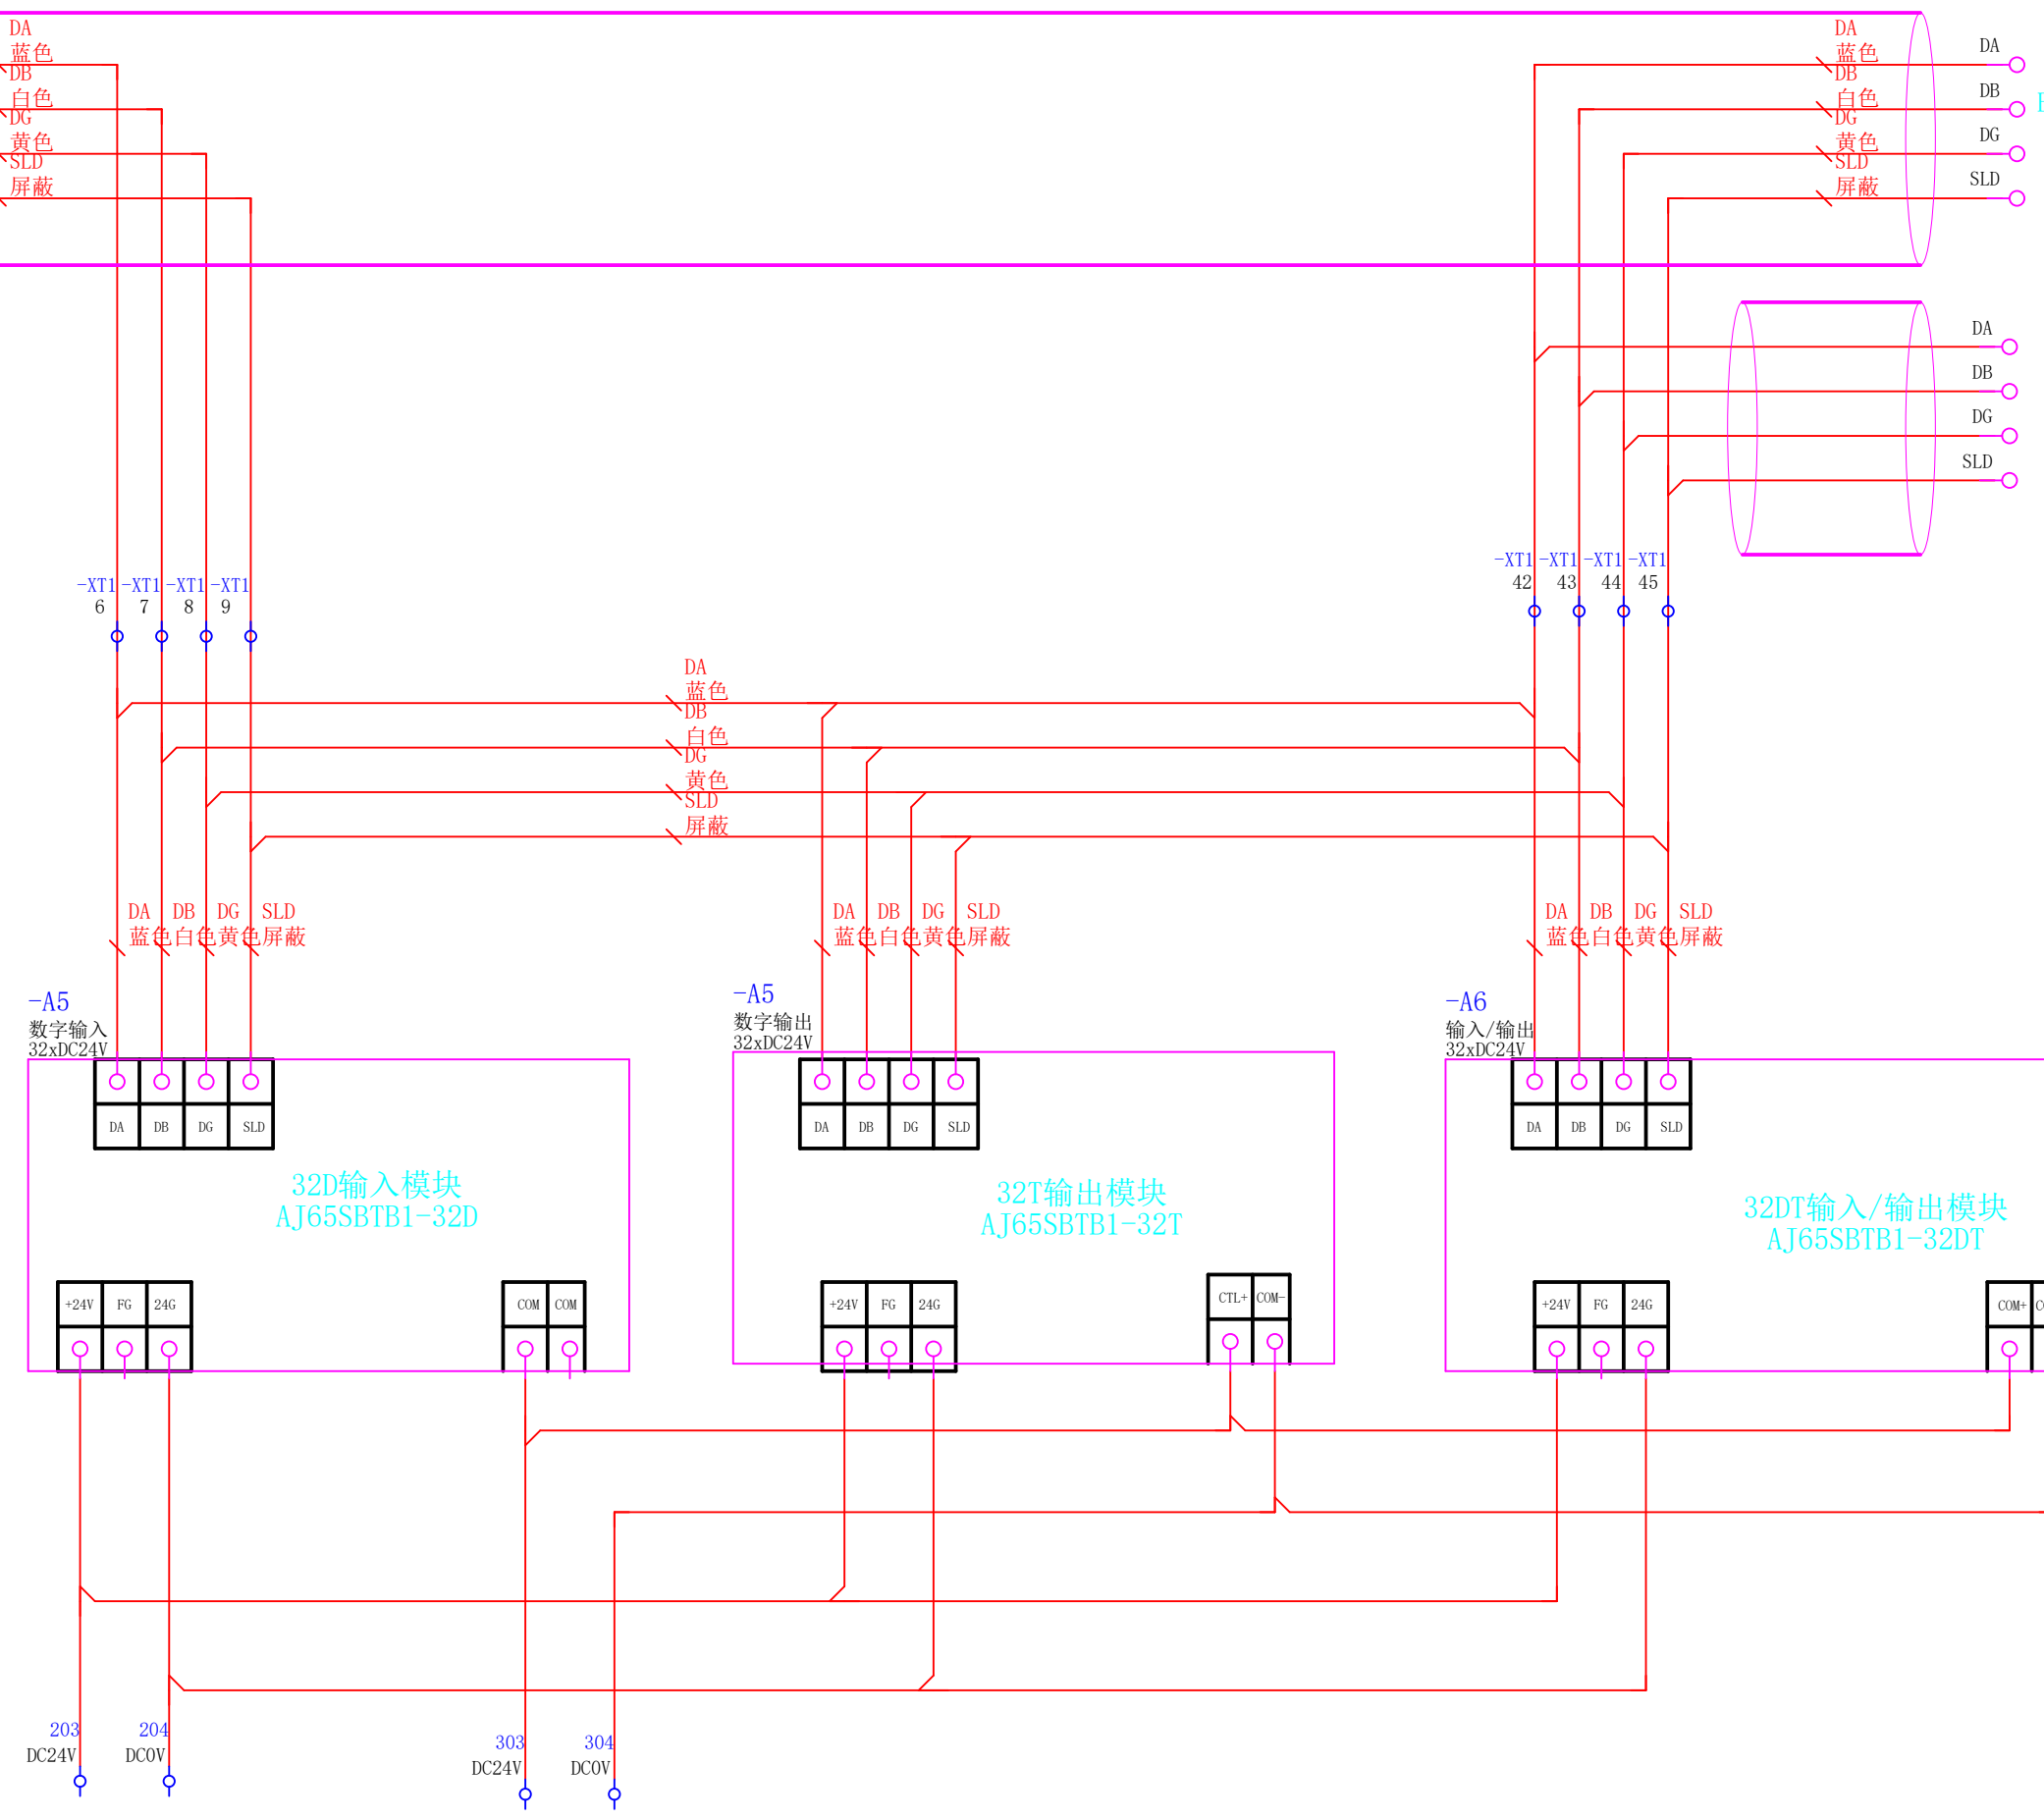 DA
蓝色
DB
白色
DG
黄色
SLD
屏蔽
DA
蓝色
DB
白色
DG
黄色
SLD
屏蔽
DA
DB
DG
SLD
DA
DB
DG
SLD
-XT1 -XT1 -XT1 -XT1
6 7 8 9
-XT1 -XT1 -XT1 -XT1
42 43 44 45
DA
蓝色
DB
白色
DG
黄色
SLD
屏蔽
DA DB DG SLD
蓝色 白色 黄色 屏蔽
DA DB DG SLD
蓝色 白色 黄色 屏蔽
DA DB DG SLD
蓝色 白色 黄色 屏蔽
-A5
数字输入
32xDC24V
DA DB DG SLD
32D输入模块
AJ65SBTB1-32D
+24V FG 24G
COM COM
-A5
数字输出
32xDC24V
DA DB DG SLD
32T输出模块
AJ65SBTB1-32T
+24V FG 24G
CTL+ COM-
-A6
输入/输出
32xDC24V
DA DB DG SLD
32DT输入/输出模块
AJ65SBTB1-32DT
+24V FG 24G
COM+
203
DC24V
204
DC0V
303
DC24V
304
DC0V